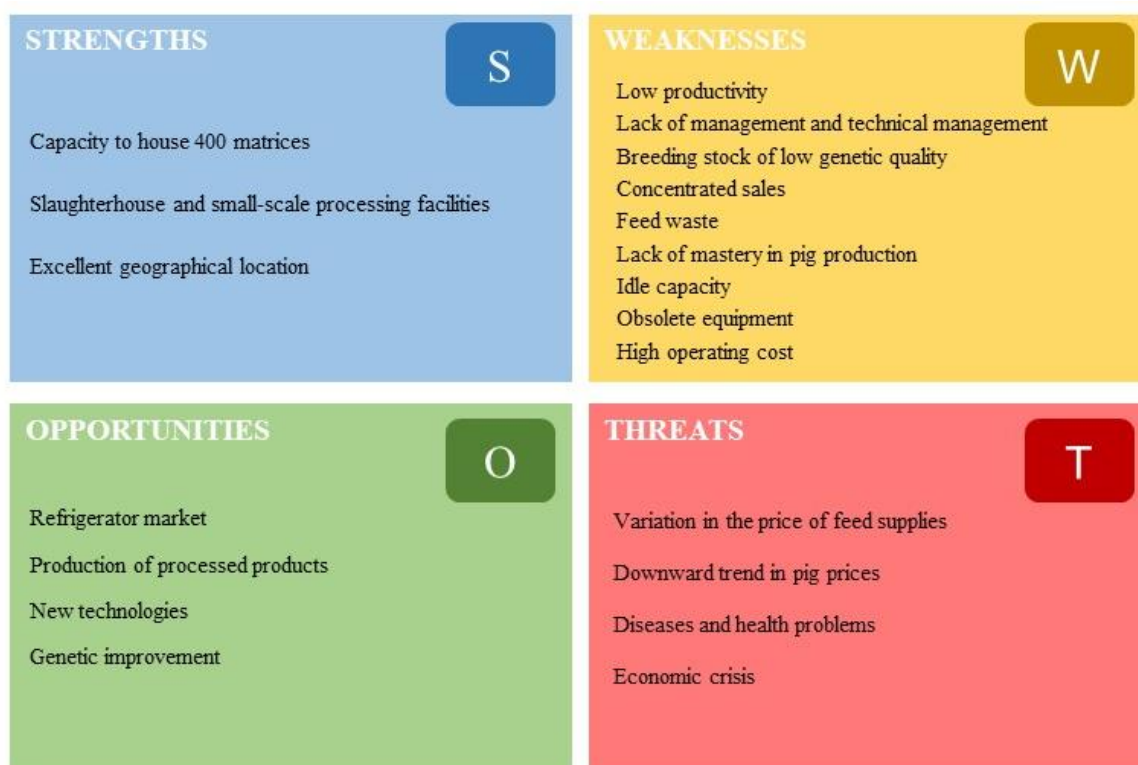 STRENGTHS
S
Capacity to house 400 matrices
Slaughterhouse and small-scale processing facilities
Excellent geographical location
WEAKNESSES
W
Low productivity
Lack of management and technical management
Breeding stock of low genetic quality
Concentrated sales
Feed waste
Lack of mastery in pig production
Idle capacity
Obsolete equipment
High operating cost
OPPORTUNITIES
O
Refrigerator market
Production of processed products
New technologies
Genetic improvement
THREATS
T
Variation in the price of feed supplies
Downward trend in pig prices
Diseases and health problems
Economic crisis